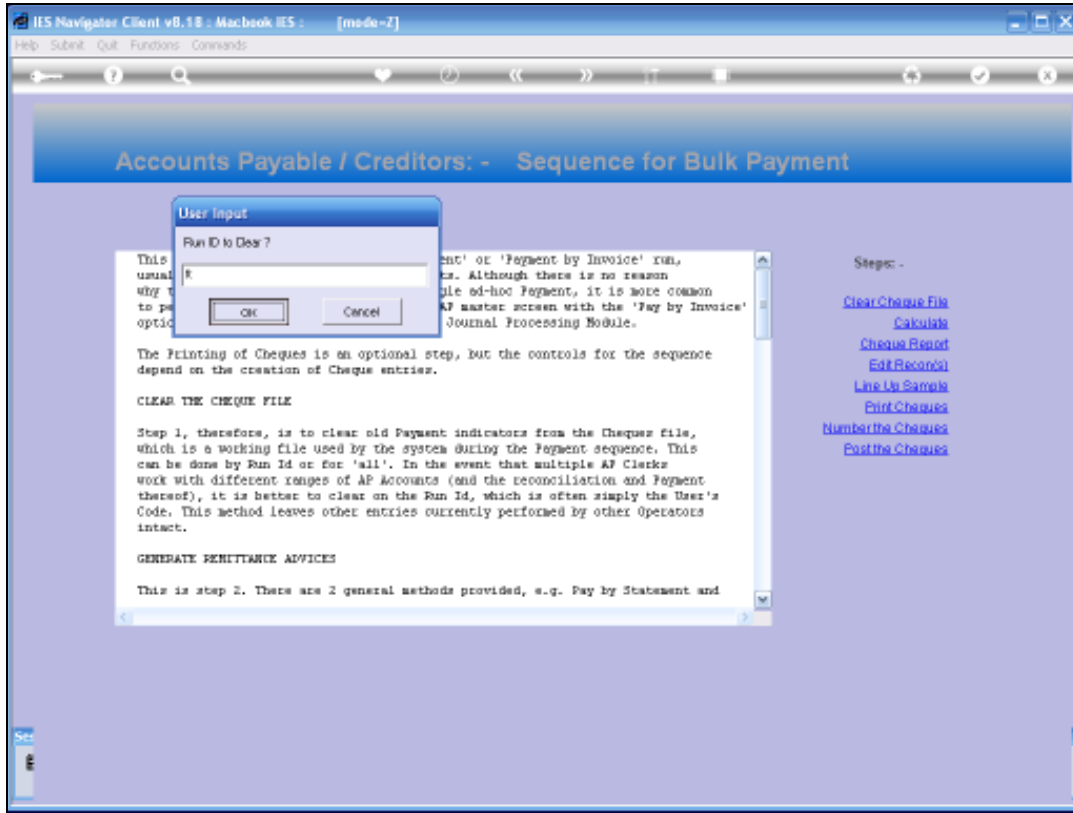 IES Navigator Client v8.18 : Macbook IES :     [mode=Z]
Help  Submit  Quit  Functions  Commands
Accounts Payable / Creditors: -    Sequence for Bulk Payment
User Input
Run ID to Clear ?
OK
Cancel
This ent' or 'Payment by Invoice' run,
usual ts. Although there is no reason
why t gle ad-hoc Payment, it is more common
to pe AP master screen with the 'Pay by Invoice'
optio Journal Processing Module.
The Printing of Cheques is an optional step, but the controls for the sequence
depend on the creation of Cheque entries.
CLEAR THE CHEQUE FILE
Step 1, therefore, is to clear old Payment indicators from the Cheques file,
which is a working file used by the system during the Payment sequence. This
can be done by Run Id or for 'all'. In the event that multiple AP Clerks
work with different ranges of AP Accounts (and the reconciliation and Payment
thereof), it is better to clear on the Run Id, which is often simply the User's
Code. This method leaves other entries currently performed by other Operators
intact.
GENERATE REMITTANCE ADVICES
This is step 2. There are 2 general methods provided, e.g. Pay by Statement and
Steps: -
Clear Cheque File
Calculate
Cheque Report
Edit Recon(s)
Line Up Sample
Print Cheques
Number the Cheques
Post the Cheques
Ses